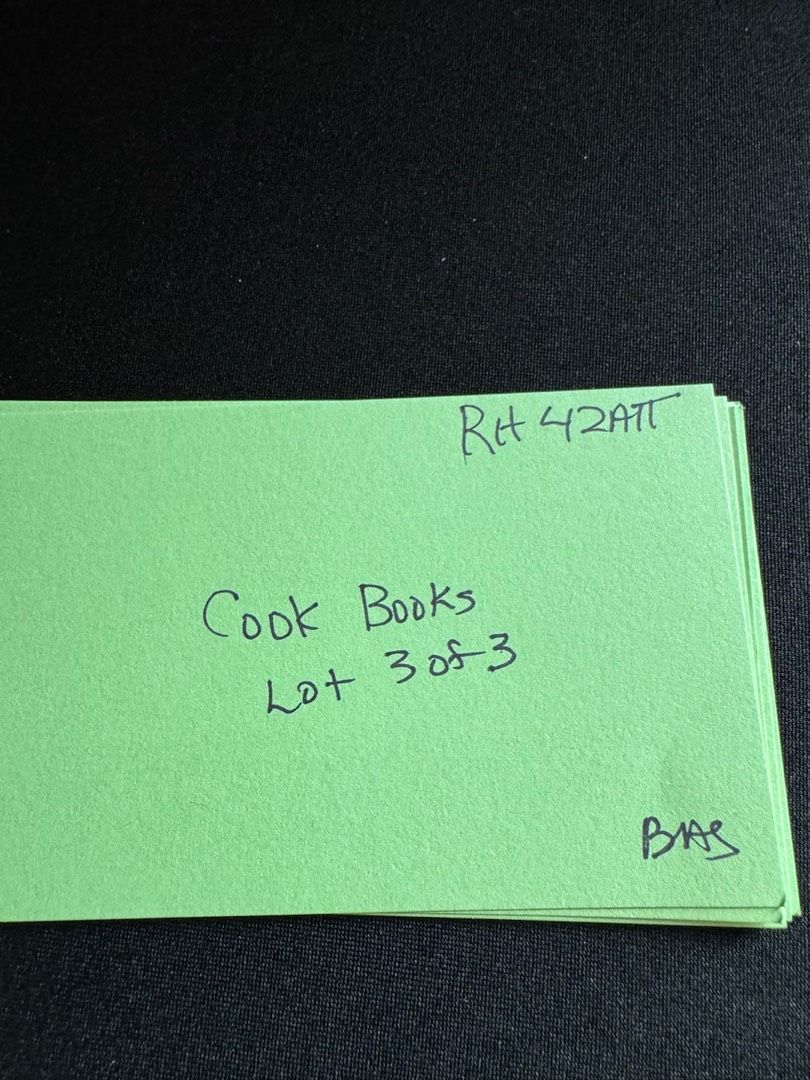 RH 42ATT
Cook Books
Lot 3 of 3